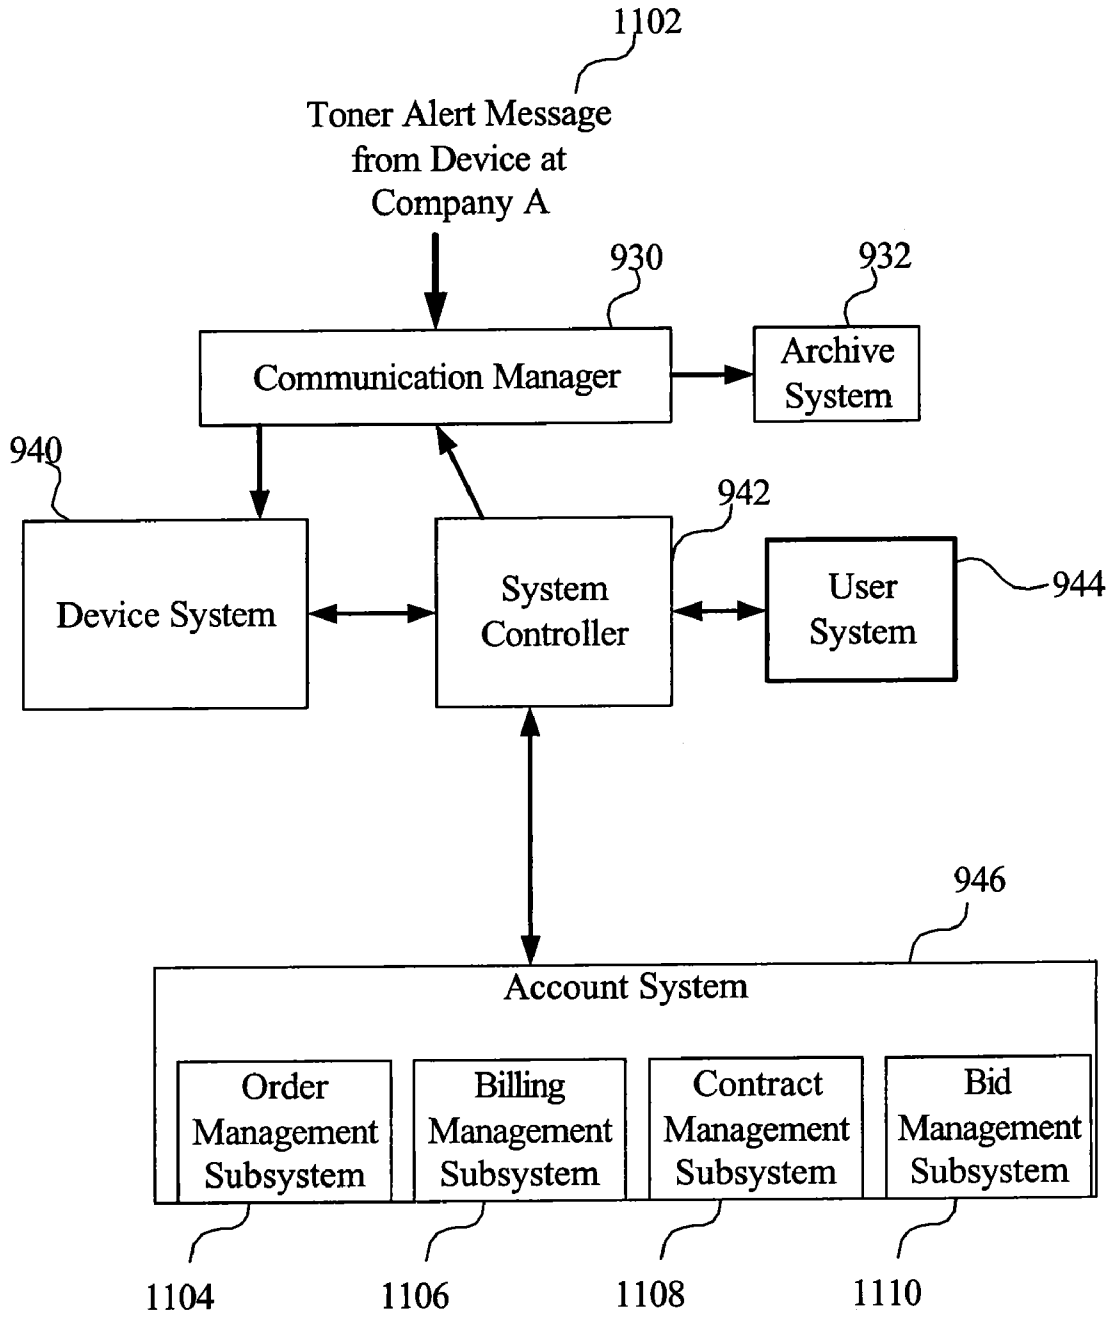 1102
Toner Alert Message
from Device at
Company A
930
932
Communication Manager
Archive
System
940
942
944
Device System
System
Controller
User
System
946
Account System
Order
Management
Subsystem
Billing
Management
Subsystem
Contract
Management
Subsystem
Bid
Management
Subsystem
1104
1106
1108
1110